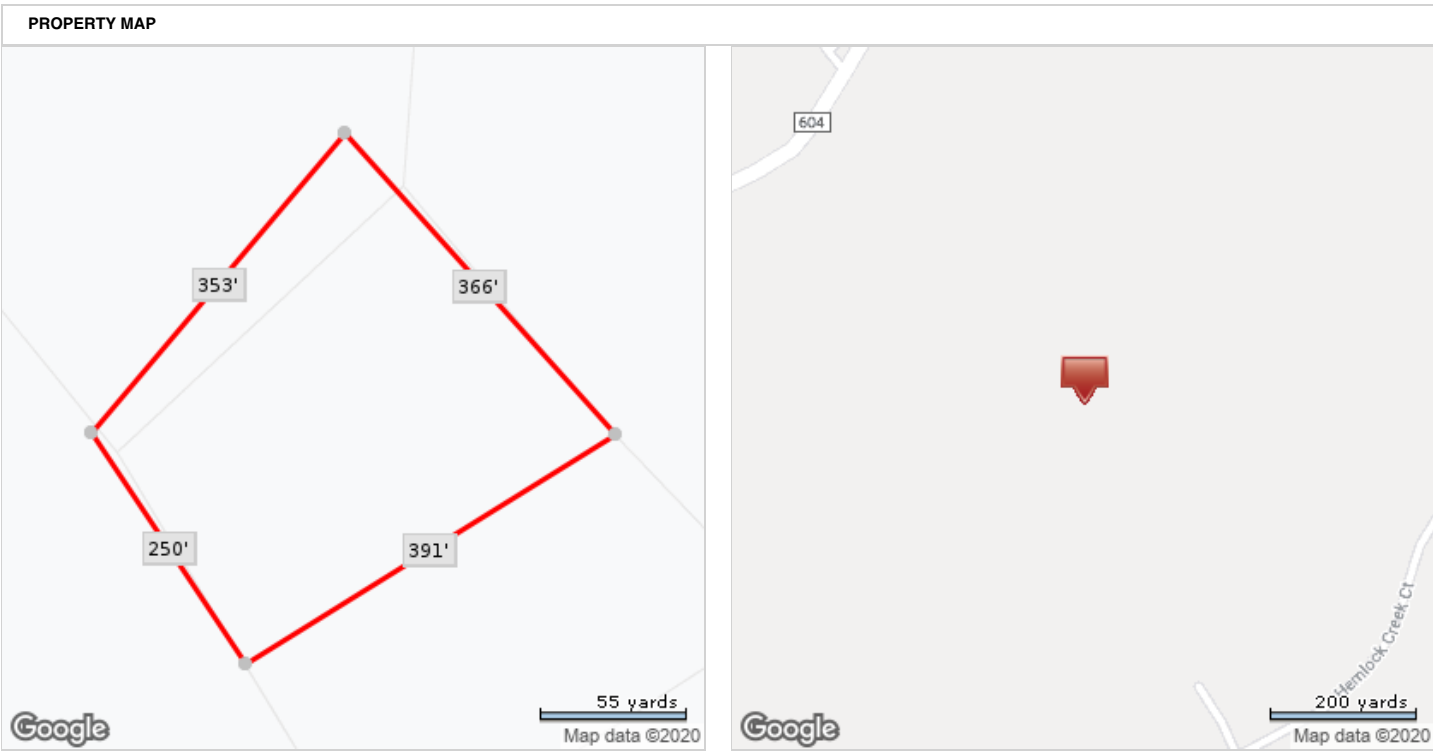 PROPERTY MAP
353'
366'
250'
391'
55 yards
Google
Map data ©2020
604
Hemlock Creek Ct
200 yards
Google
Map data ©2020